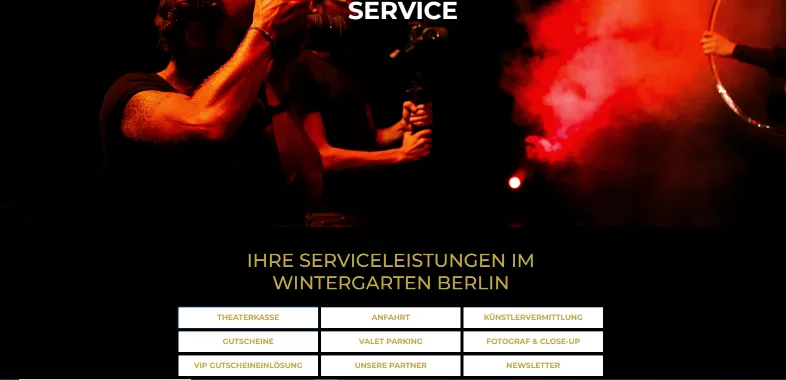 SERVICE
IHRE SERVICELEISTUNGEN IM
WINTERGARTEN BERLIN
THEATERKASSE
ANFAHRT
KÜNSTLERVERMITTLUNG
GUTSCHEINE
VALET PARKING
FOTOGRAF & CLOSE-UP
VIP GUTSCHEINEINLÖSUNG
UNSERE PARTNER
NEWSLETTER